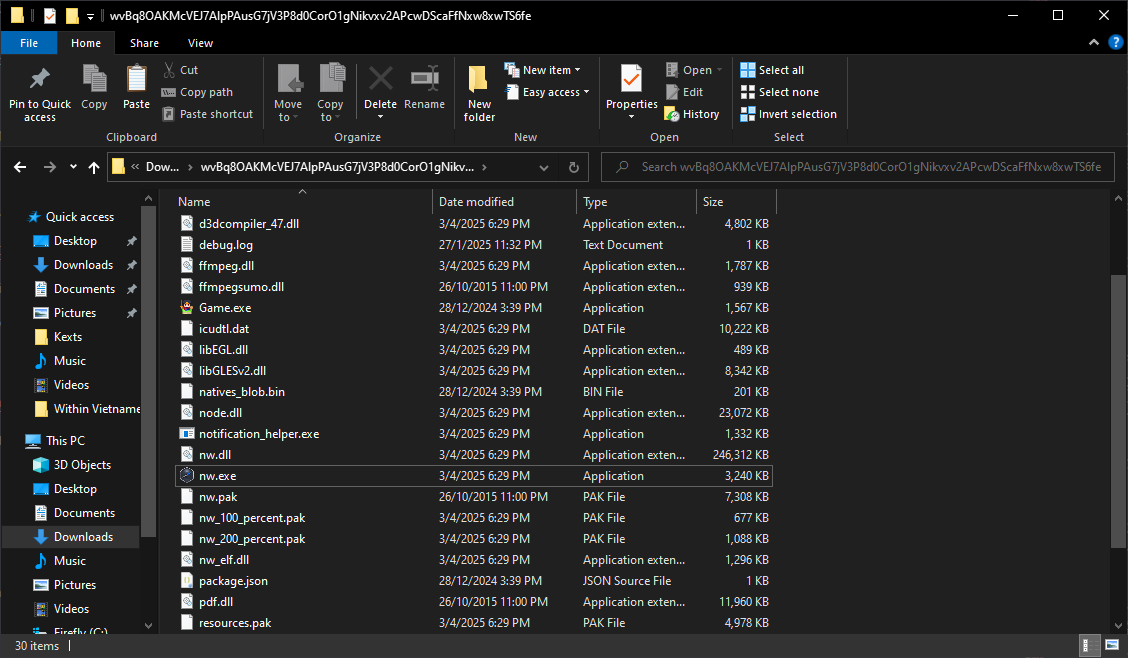 wvBq8OAKMcVEJ7AIpPAusG7jV3P8d0CorO1gNikvxv2APcwDScaFfNxw8xwTS6fe
File Home Share View
Pin to Quick access
Copy
Paste
Cut
Copy path
Paste shortcut
Clipboard
Move to
Copy to
Delete
Rename
Organize
New folder
New item
Easy access
New
Properties
Open
Edit
History
Open
Select all
Select none
Invert selection
Select
« Dow... › wvBq8OAKMcVEJ7AIpPAusG7jV3P8d0CorO1gNikv... ›
Search wvBq8OAKMcVEJ7AIpPAusG7jV3P8d0CorO1gNikvxv2APcwDScaFfNxw8xwTS6fe
Quick access
Desktop
Downloads
Documents
Pictures
Kexts
Music
Videos
Within Vietname
This PC
3D Objects
Desktop
Documents
Downloads
Music
Pictures
Videos
Firefly (C:)
Name Date modified Type Size
d3dcompiler_47.dll 3/4/2025 6:29 PM Application exten... 4,802 KB
debug.log 27/1/2025 11:32 PM Text Document 1 KB
ffmpeg.dll 3/4/2025 6:29 PM Application exten... 1,787 KB
ffmpegsumo.dll 26/10/2015 11:00 PM Application exten... 939 KB
Game.exe 28/12/2024 3:39 PM Application 1,567 KB
icudtl.dat 3/4/2025 6:29 PM DAT File 10,222 KB
libEGL.dll 3/4/2025 6:29 PM Application exten... 489 KB
libGLESv2.dll 3/4/2025 6:29 PM Application exten... 8,342 KB
natives_blob.bin 28/12/2024 3:39 PM BIN File 201 KB
node.dll 3/4/2025 6:29 PM Application exten... 23,072 KB
notification_helper.exe 3/4/2025 6:29 PM Application 1,332 KB
nw.dll 3/4/2025 6:29 PM Application exten... 246,312 KB
nw.exe 3/4/2025 6:29 PM Application 3,240 KB
nw.pak 26/10/2015 11:00 PM PAK File 7,308 KB
nw_100_percent.pak 3/4/2025 6:29 PM PAK File 677 KB
nw_200_percent.pak 3/4/2025 6:29 PM PAK File 1,088 KB
nw_elf.dll 3/4/2025 6:29 PM Application exten... 1,296 KB
package.json 28/12/2024 3:39 PM JSON Source File 1 KB
pdf.dll 26/10/2015 11:00 PM Application exten... 11,960 KB
resources.pak 3/4/2025 6:29 PM PAK File 4,978 KB
30 items